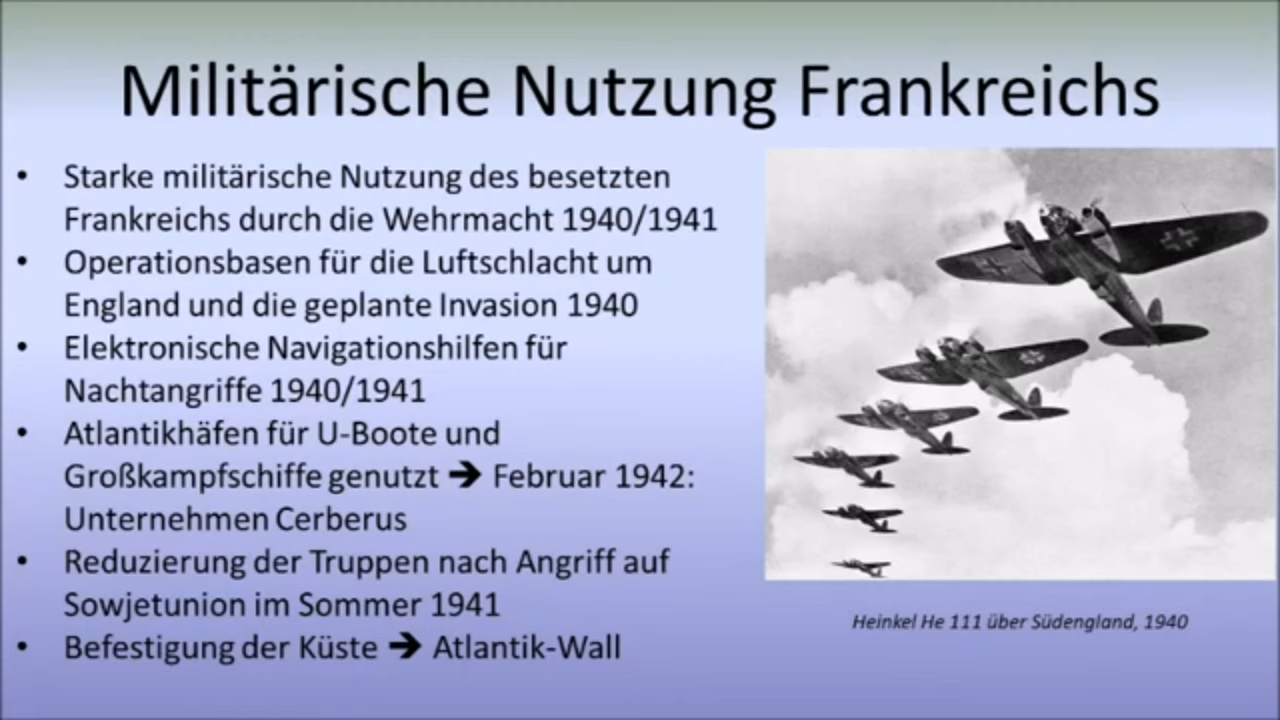 Militärische Nutzung Frankreichs
• Starke militärische Nutzung des besetzten
Frankreichs durch die Wehrmacht 1940/1941
• Operationsbasen für die Luftschlacht um
England und die geplante Invasion 1940
• Elektronische Navigationshilfen für
Nachtangriffe 1940/1941
• Atlantikhäfen für U-Boote und
Großkampfschiffe genutzt ➔ Februar 1942:
Unternehmen Cerberus
• Reduzierung der Truppen nach Angriff auf
Sowjetunion im Sommer 1941
• Befestigung der Küste ➔ Atlantik-Wall
Heinkel He 111 über Südengland, 1940